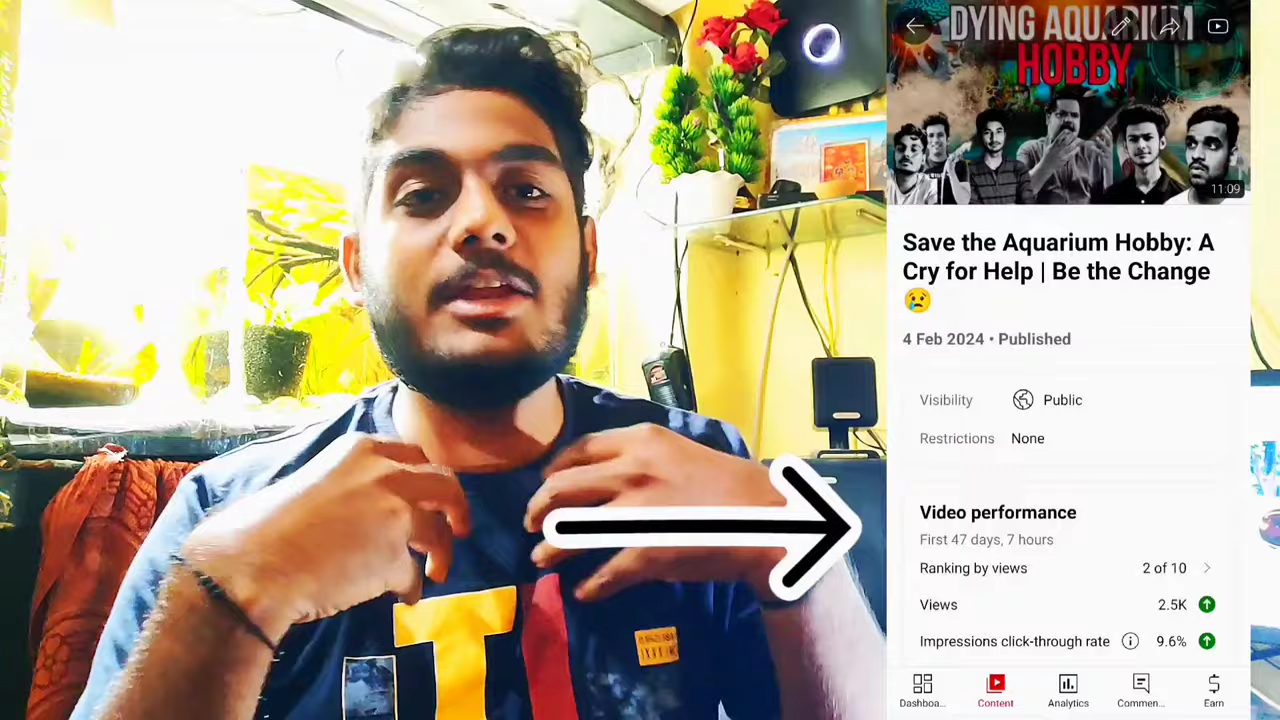 DYING AQUARIUM
HOBBY
11:09
Save the Aquarium Hobby: A
Cry for Help | Be the Change
😢
4 Feb 2024 • Published
Visibility Public
Restrictions None
Video performance
First 47 days, 7 hours
Ranking by views 2 of 10
Views 2.5K
Impressions click-through rate 9.6%
Dashboa...
Content
Analytics
Commen...
Earn